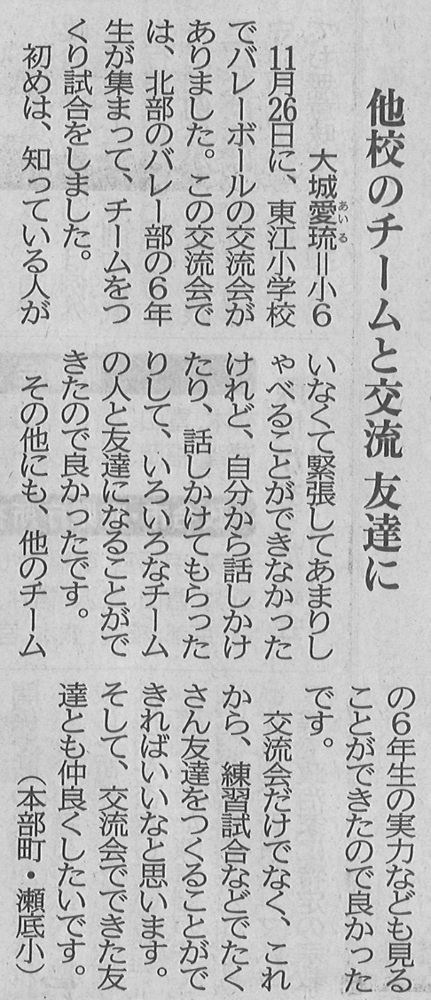 他校のチームと交流 友達に
大城愛琉=小6
あいる
11月26日に、東江小学校
でバレーボールの交流会が
ありました。この交流会で
は、北部のバレー部の6年
生が集まって、チームをつ
くり試合をしました。
初めは、知っている人が
いなくて緊張してあまりし
ゃべることができなかった
けれど、自分から話しかけ
たり、話しかけてもらった
りして、いろいろなチーム
の人と友達になることがで
きたので良かったです。
その他にも、他のチーム
の6年生の実力なども見る
ことができたので良かった
です。
交流会だけでなく、これ
から、練習試合などでたく
さん友達をつくることがで
きればいいなと思います。
そして、交流会でできた友
達とも仲良くしたいです。
(本部町・瀬底小)